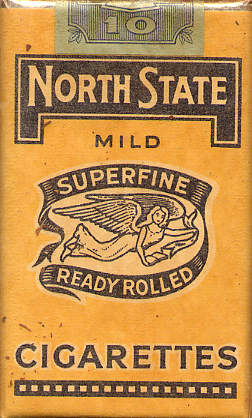 10
NORTH STATE
MILD
SUPERFINE
READY ROLLED
CIGARETTES